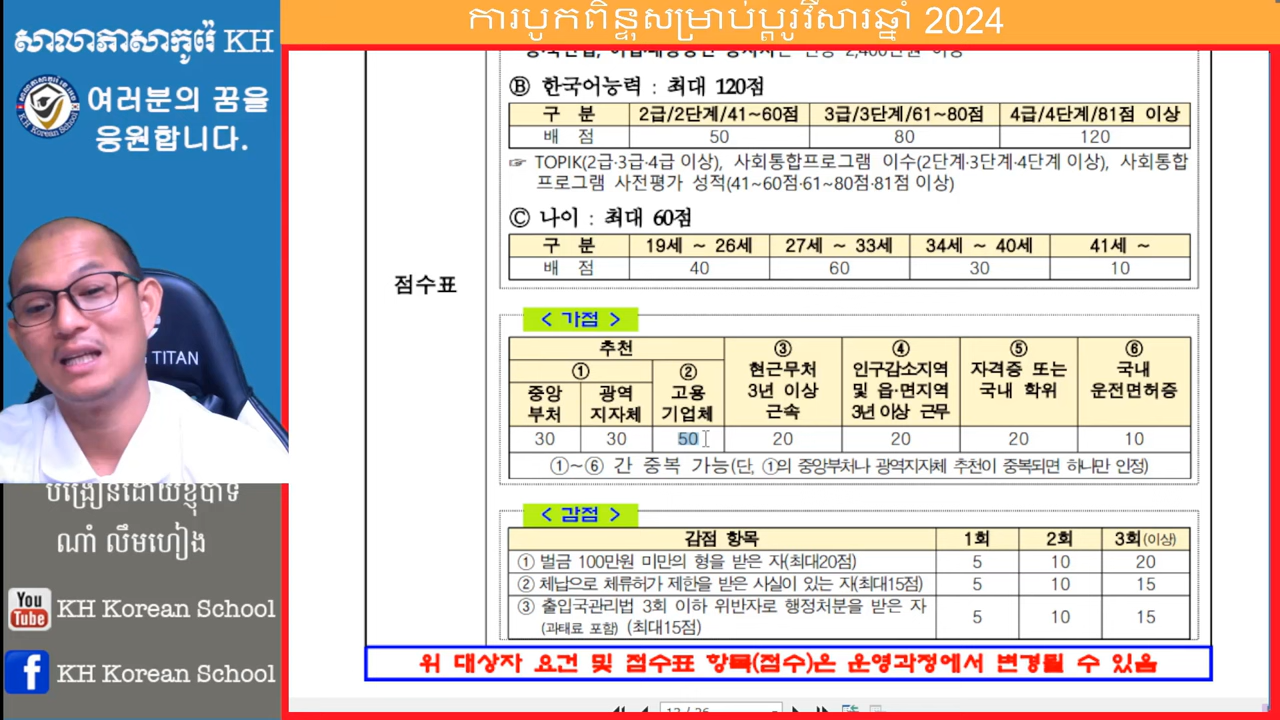 ការបូកពិន្ទុសម្រាប់ប្ដូរវីសារឆ្នាំ 2024
សាលាភាសាកូរ៉េ KH
여러분의 꿈을
응원합니다.
KH Korean School
បង្រៀនដោយខ្ញុំបាទ
ណាំ លឹមហៀង
You
Tube
KH Korean School
f
KH Korean School
TITAN
점수표
Ⓑ 한국어능력 : 최대 120점
구 분 2급/2단계/41~60점 3급/3단계/61~80점 4급/4단계/81점 이상
배 점 50 80 120
☞ TOPIK(2급·3급·4급 이상), 사회통합프로그램 이수(2단계·3단계·4단계 이상), 사회통합
프로그램 사전평가 성적(41~60점·61~80점·81점 이상)
Ⓒ 나이 : 최대 60점
구 분 19세 ~ 26세 27세 ~ 33세 34세 ~ 40세 41세 ~
배 점 40 60 30 10
< 가점 >
추천
①
중앙
부처
광역
지자체
②
고용
기업체
③
현근무처
3년 이상
근속
④
인구감소지역
및 읍·면지역
3년 이상 근무
⑤
자격증 또는
국내 학위
⑥
국내
운전면허증
30 30 50 20 20 20 10
①~⑥ 간 중복 가능(단, ①의 중앙부처나 광역지자체 추천이 중복되면 하나만 인정)
< 감점 >
감점 항목 1회 2회 3회(이상)
① 벌금 100만원 미만의 형을 받은 자(최대20점) 5 10 20
② 체납으로 체류허가 제한을 받은 사실이 있는 자(최대15점) 5 10 15
③ 출입국관리법 3회 이하 위반자로 행정처분을 받은 자
(과태료 포함) (최대15점) 5 10 15
위 대상자 요건 및 점수표 항목(점수)은 운영과정에서 변경될 수 있음